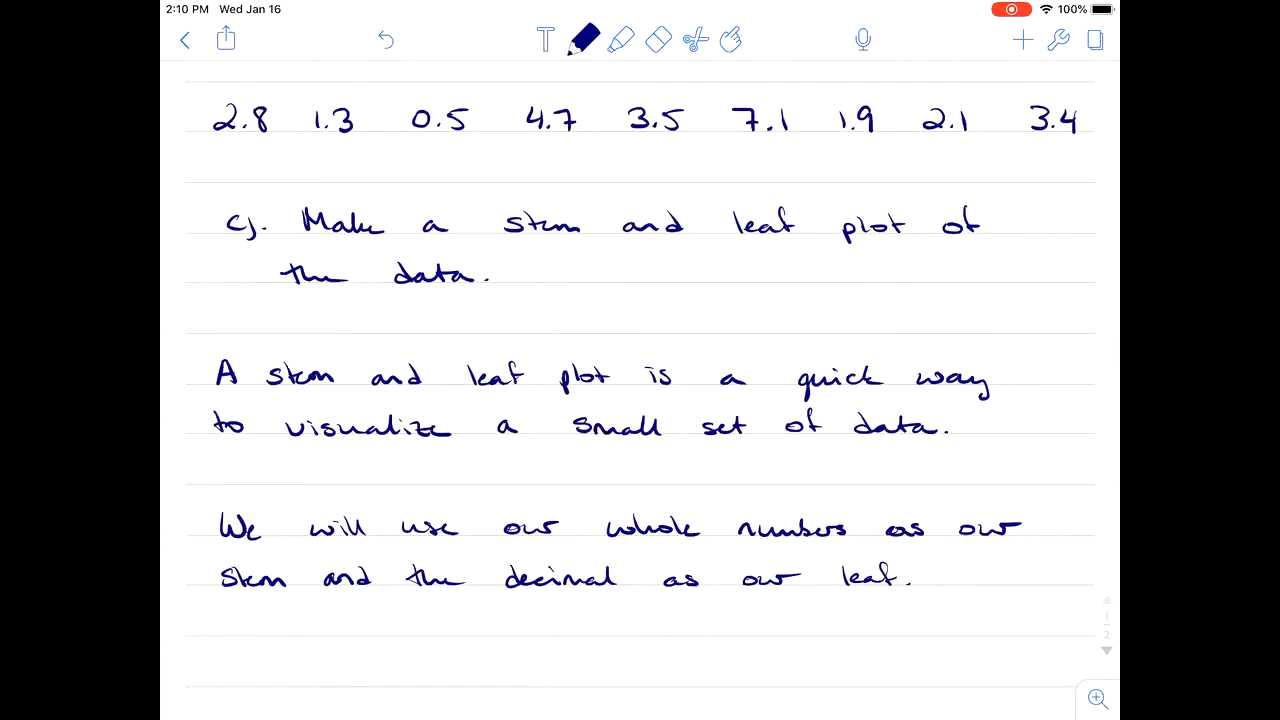 2:10 PM Wed Jan 16 100%
T
2.8 1.3 0.5 4.7 3.5 7.1 1.9 2.1 3.4
c). Make a stem and leaf plot of
the data.
A stem and leaf plot is a quick way
to visualize a small set of data.
We will use our whole numbers as our
stem and the decimal as our leaf.
1
2